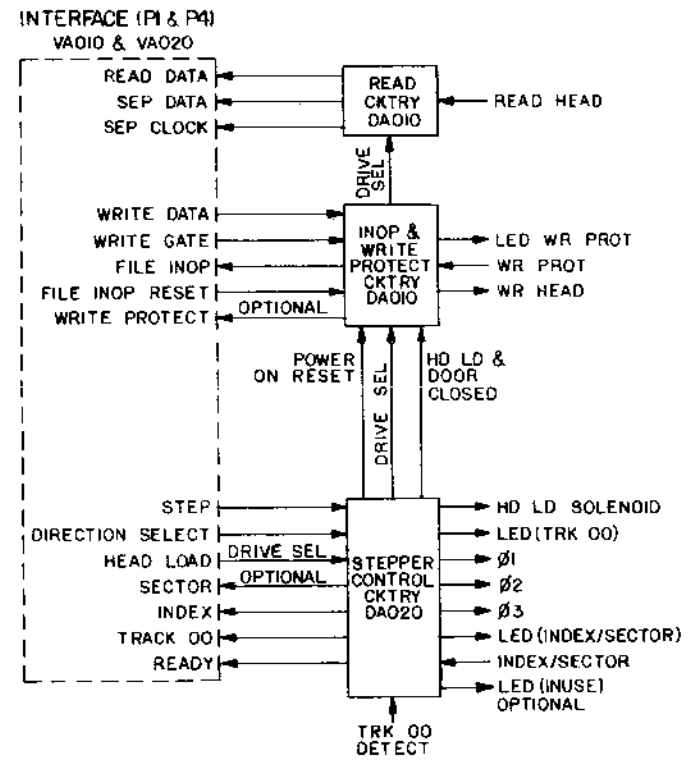 INTERFACE (P1 & P4)
VA010 & VA020
READ DATA
SEP DATA
SEP CLOCK
READ
CKTRY
DA010
READ HEAD
DRIVE
SEL
WRITE DATA
WRITE GATE
FILE INOP
FILE INOP RESET
WRITE PROTECT
OPTIONAL
INOP &
WRITE
PROTECT
CKTRY
DA010
LED WR PROT
WR PROT
WR HEAD
POWER
ON RESET
DRIVE SEL
HD LD &
DOOR
CLOSED
STEP
DIRECTION SELECT
HEAD LOAD
DRIVE SEL
SECTOR
OPTIONAL
INDEX
TRACK 00
READY
STEPPER
CONTROL
CKTRY
DA020
HD LD SOLENOID
LED (TRK 00)
Ø1
Ø2
Ø3
LED (INDEX/SECTOR)
INDEX/SECTOR
LED (INUSE)
OPTIONAL
TRK 00
DETECT